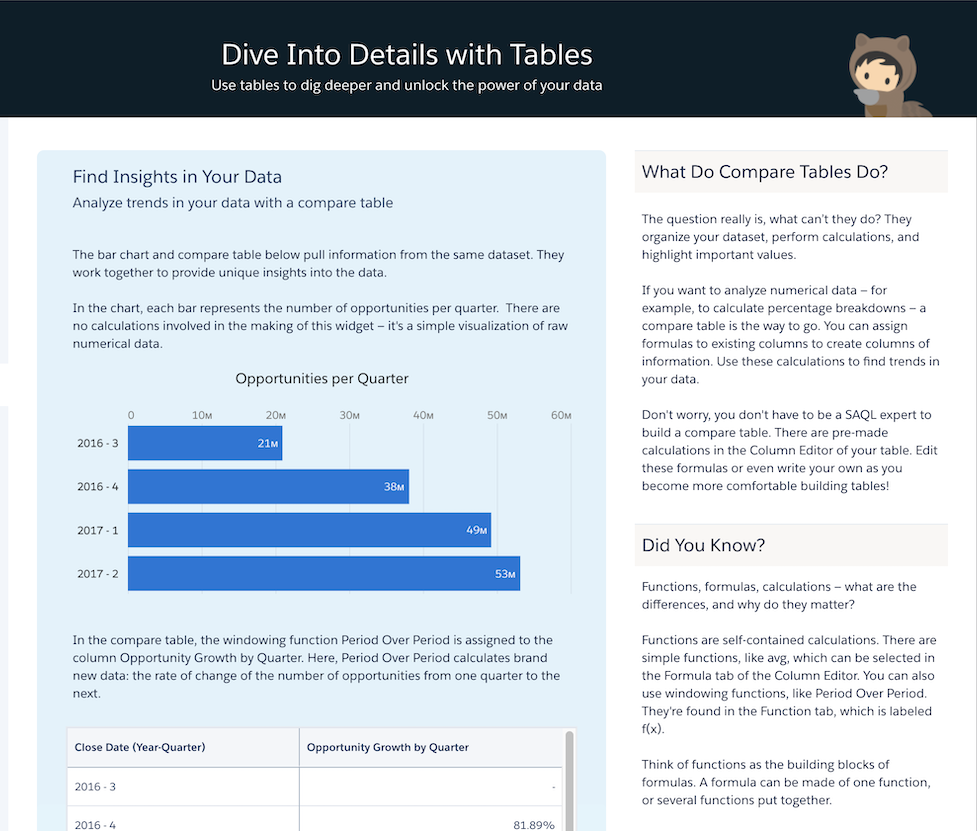 Dive Into Details with Tables
Use tables to dig deeper and unlock the power of your data
Find Insights in Your Data
Analyze trends in your data with a compare table
The bar chart and compare table below pull information from the same dataset. They
work together to provide unique insights into the data.
In the chart, each bar represents the number of opportunities per quarter.  There are
no calculations involved in the making of this widget – it's a simple visualization of raw
numerical data.
Opportunities per Quarter
0 10M 20M 30M 40M 50M 60M
2016 - 3 21M
2016 - 4 38M
2017 - 1 49M
2017 - 2 53M
In the compare table, the windowing function Period Over Period is assigned to the
column Opportunity Growth by Quarter. Here, Period Over Period calculates brand
new data: the rate of change of the number of opportunities from one quarter to the
next.
Close Date (Year-Quarter) Opportunity Growth by Quarter
2016 - 3 -
2016 - 4 81.89%
What Do Compare Tables Do?
The question really is, what can't they do? They
organize your dataset, perform calculations, and
highlight important values.
If you want to analyze numerical data – for
example, to calculate percentage breakdowns – a
compare table is the way to go. You can assign
formulas to existing columns to create columns of
information. Use these calculations to find trends in
your data.
Don't worry, you don't have to be a SAQL expert to
build a compare table. There are pre-made
calculations in the Column Editor of your table. Edit
these formulas or even write your own as you
become more comfortable building tables!
Did You Know?
Functions, formulas, calculations – what are the
differences, and why do they matter?
Functions are self-contained calculations. There are
simple functions, like avg, which can be selected in
the Formula tab of the Column Editor. You can also
use windowing functions, like Period Over Period.
They're found in the Function tab, which is labeled
f(x).
Think of functions as the building blocks of
formulas. A formula can be made of one function,
or several functions put together.